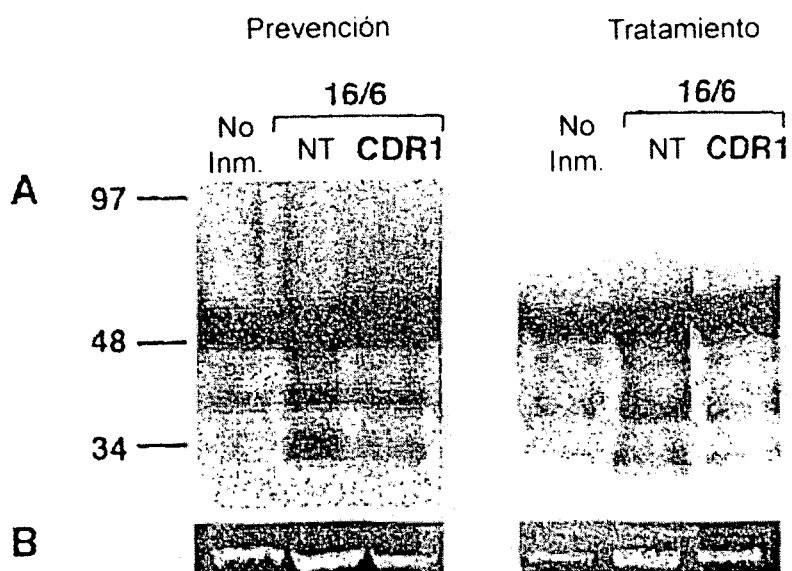 Prevención Tratamiento
16/6 16/6
No Inm. NT CDR1 No Inm. NT CDR1
A 97
48
34
B